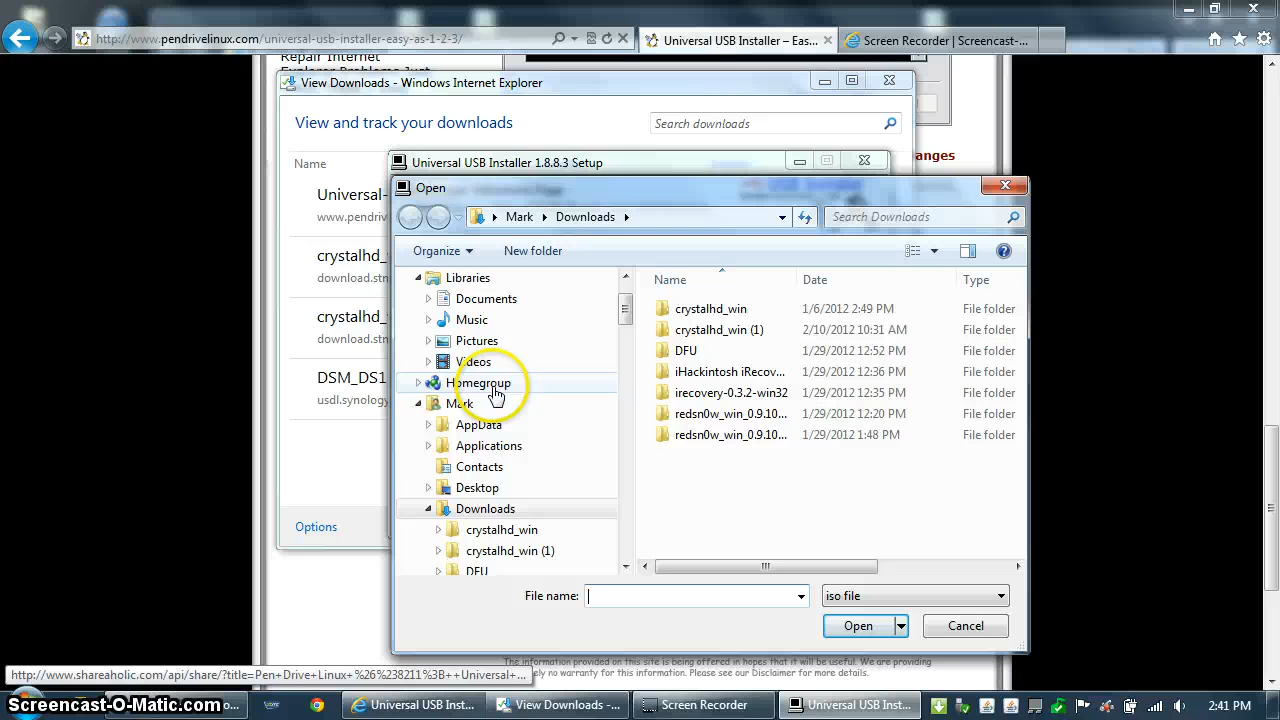 http://www.pendrivelinux.com/universal-usb-installer-easy-as-1-2-3/
Universal USB Installer – Eas...
Screen Recorder | Screencast-...
Repair Internet
View Downloads - Windows Internet Explorer
View and track your downloads
Search downloads
Name
anges
Universal USB Installer 1.8.8.3 Setup
Universal-
www.pendri
crystalhd_
download.stn
crystalhd_
download.stn
DSM_DS1
usdl.synology
Options
Open
Mark
Downloads
Search Downloads
Organize
New folder
Libraries
Documents
Music
Pictures
Videos
Homegroup
Mark
AppData
Applications
Contacts
Desktop
Downloads
crystalhd_win
crystalhd_win (1)
DFU
Name Date Type
crystalhd_win 1/6/2012 2:49 PM File folder
crystalhd_win (1) 2/10/2012 10:31 AM File folder
DFU 1/29/2012 12:52 PM File folder
iHackintosh iRecov... 1/29/2012 12:36 PM File folder
irecovery-0.3.2-win32 1/29/2012 12:35 PM File folder
redsn0w_win_0.9.10... 1/29/2012 12:20 PM File folder
redsn0w_win_0.9.10... 1/29/2012 1:48 PM File folder
File name:
iso file
Open
Cancel
The information provided on this site is being offered in hopes that it will be useful. We are providing
ely no warranty for this information. Please see our Disclaimer for more details.
http://www.shareaholic.com/api/share/?title=Pen+Drive+Linux+%26%238211%3B++Universal+...
Screencast-O-Matic.com
o...
Universal USB Inst...
View Downloads -...
Screen Recorder
Universal USB Inst...
2:41 PM